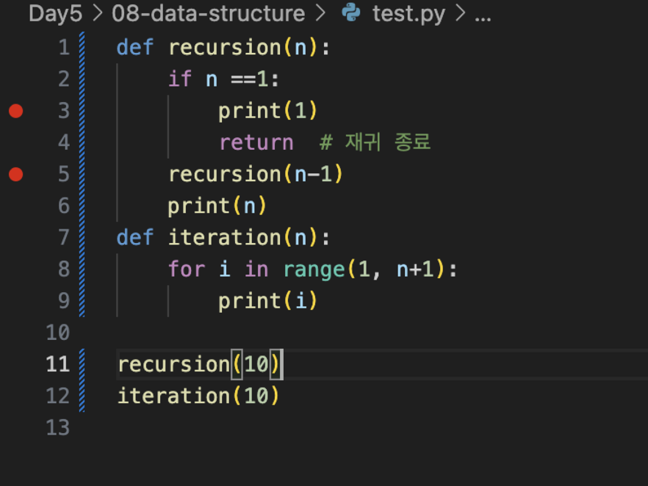 Day5 > 08-data-structure > test.py > ...
1 def recursion(n):
2 if n ==1:
3 print(1)
4 return # 재귀 종료
5 recursion(n-1)
6 print(n)
7 def iteration(n):
8 for i in range(1, n+1):
9 print(i)
10
11 recursion(10)
12 iteration(10)
13